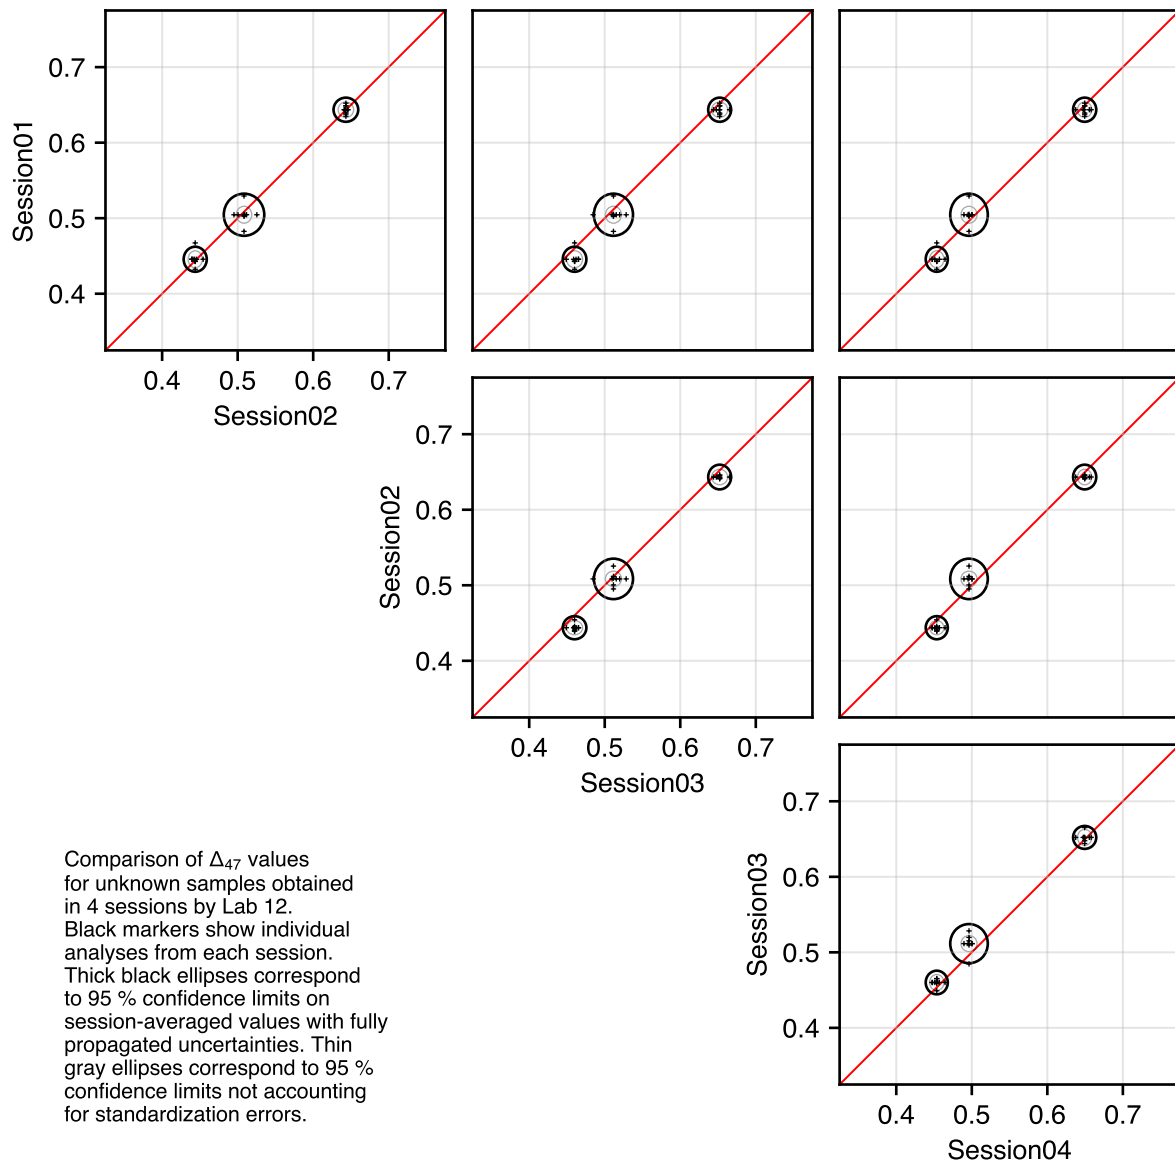 0.7
0.6
0.5
0.4
Session01
0.4 0.5 0.6 0.7
Session02
0.7
0.6
0.5
0.4
Session02
0.4 0.5 0.6 0.7
Session03
0.7
0.6
0.5
0.4
Session03
0.4 0.5 0.6 0.7
Session04
Comparison of Δ₄₇ values
for unknown samples obtained
in 4 sessions by Lab 12.
Black markers show individual
analyses from each session.
Thick black ellipses correspond
to 95 % confidence limits on
session-averaged values with fully
propagated uncertainties. Thin
gray ellipses correspond to 95 %
confidence limits not accounting
for standardization errors.